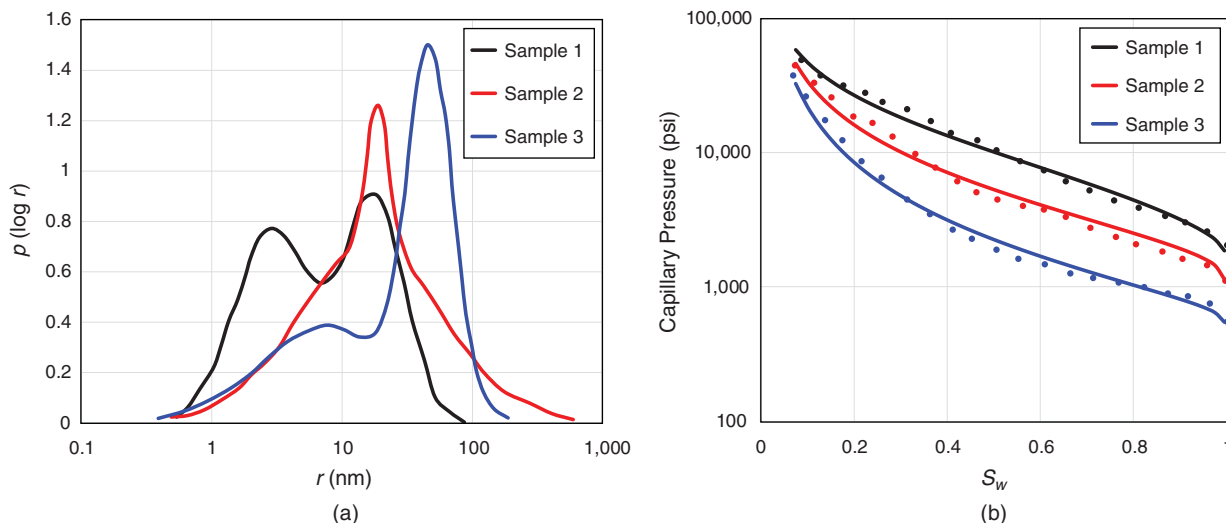 1.6
1.4
1.2
1
0.8
0.6
0.4
0.2
0
p (log r)
0.1
1
10
100
1,000
r (nm)
Sample 1
Sample 2
Sample 3
(a)
100,000
10,000
1,000
100
Capillary Pressure (psi)
0
0.2
0.4
0.6
0.8
1
Sw
Sample 1
Sample 2
Sample 3
(b)